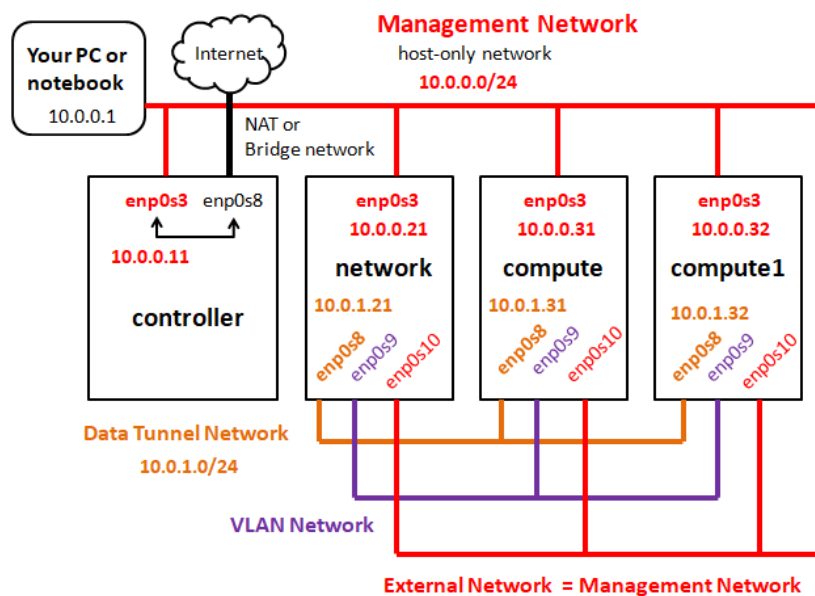 Management Network
host-only network
10.0.0.0/24
Your PC or
notebook
10.0.0.1
Internet
NAT or
Bridge network
enp0s3 enp0s8
10.0.0.11
controller
enp0s3
10.0.0.21
network
10.0.1.21
enp0s8
enp0s9
enp0s10
enp0s3
10.0.0.31
compute
10.0.1.31
enp0s8
enp0s9
enp0s10
enp0s3
10.0.0.32
compute1
10.0.1.32
enp0s8
enp0s9
enp0s10
Data Tunnel Network
10.0.1.0/24
VLAN Network
External Network = Management Network